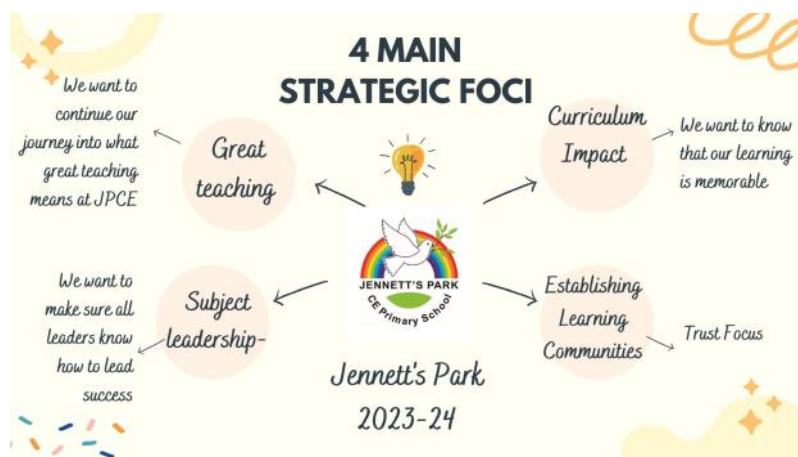 4 MAIN
STRATEGIC FOCI
We want to
continue our
journey into what
great teaching
means at JPCE
Great
teaching
Curriculum
Impact
We want to know
that our learning
is memorable
We want to
make sure all
leaders know
how to lead
success
Subject
leadership-
JENNETT'S PARK
CE Primary School
Establishing
Learning
Communities
Trust Focus
Jennett's Park
2023-24